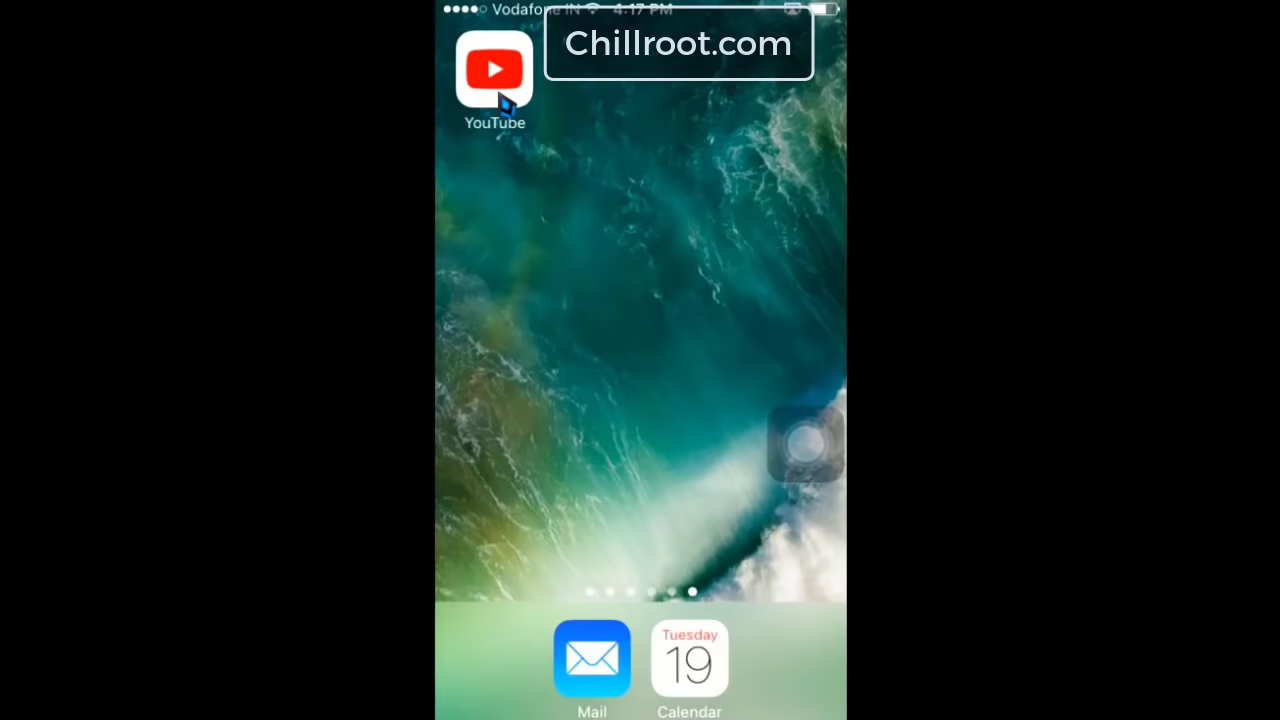 Vodafone IN 4:17 PM
Chillroot.com
YouTube
Tuesday
19
Mail
Calendar